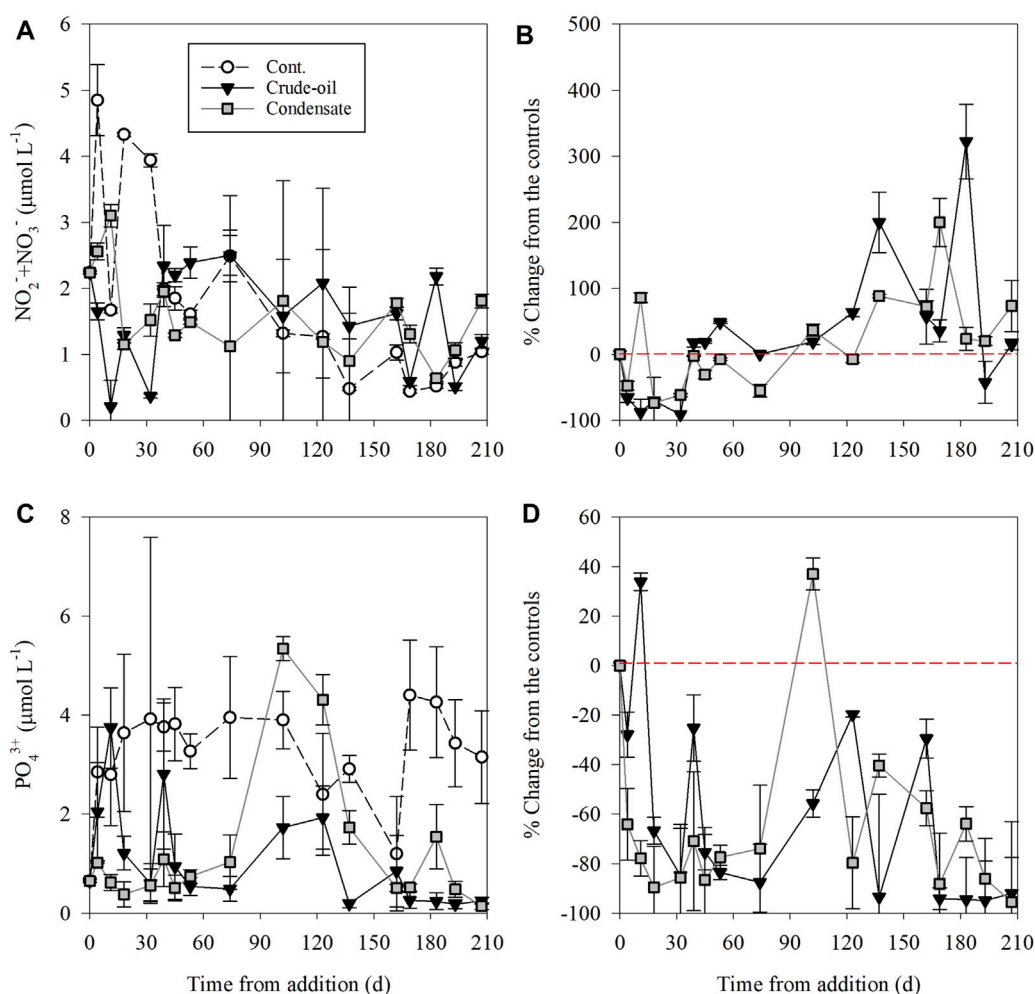 A
NO₂⁻+NO₃⁻ (μmol L⁻¹)
6
5
4
3
2
1
0
Cont.
Crude-oil
Condensate
0 30 60 90 120 150 180 210
B
% Change from the controls
500
400
300
200
100
0
-100
0 30 60 90 120 150 180 210
C
PO₄³⁺ (μmol L⁻¹)
8
6
4
2
0
0 30 60 90 120 150 180 210
Time from addition (d)
D
% Change from the controls
60
40
20
0
-20
-40
-60
-80
-100
0 30 60 90 120 150 180 210
Time from addition (d)